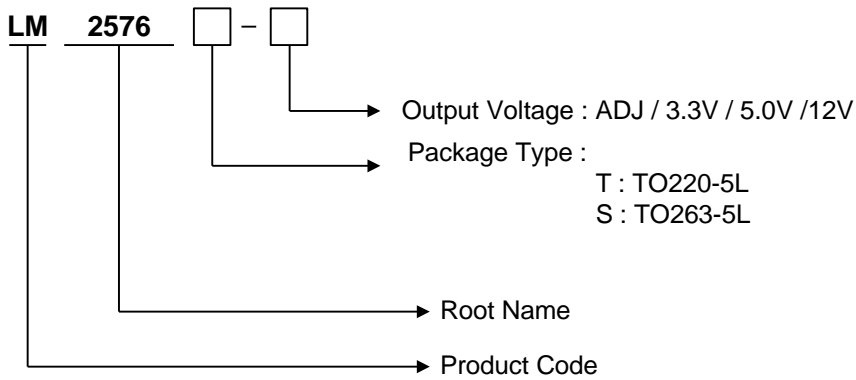 LM 2576 –
Output Voltage : ADJ / 3.3V / 5.0V /12V
Package Type :
T : TO220-5L
S : TO263-5L
Root Name
Product Code